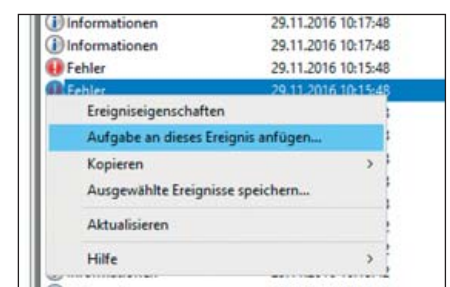 Informationen 29.11.2016 10:17:48
Informationen 29.11.2016 10:17:48
Fehler 29.11.2016 10:15:48
Fehler 29.11.2016 10:15:48
Ereigniseigenschaften
Aufgabe an dieses Ereignis anfügen...
Kopieren
Ausgewählte Ereignisse speichern...
Aktualisieren
Hilfe